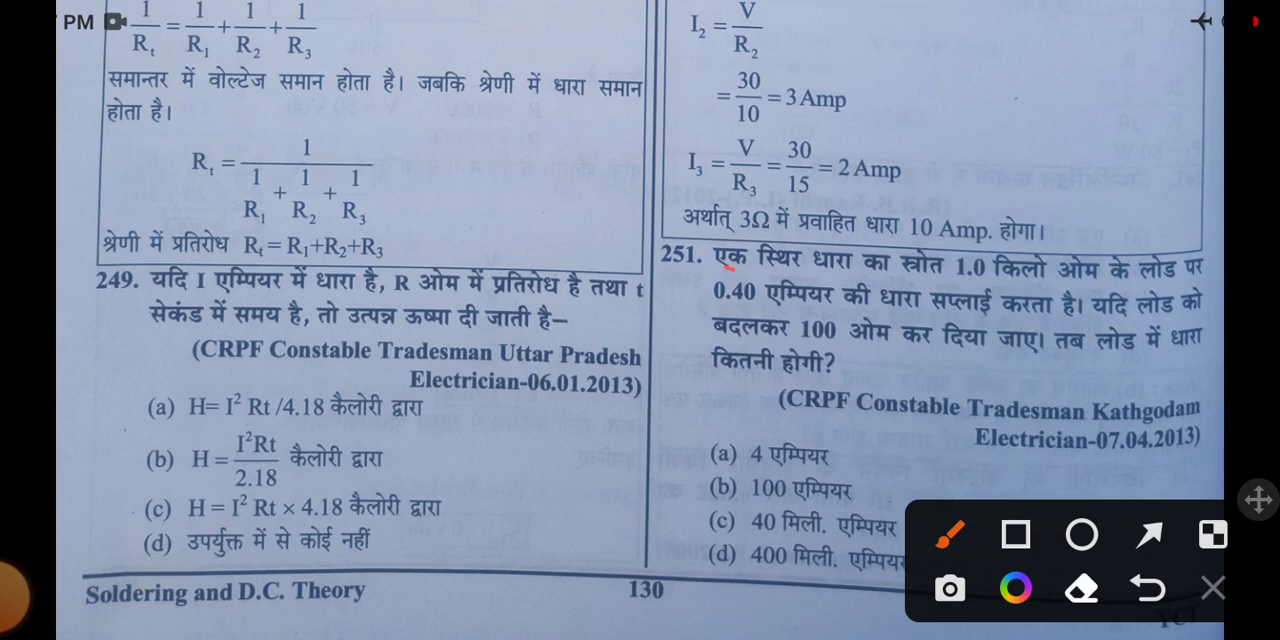 PM
1/Rt = 1/R1 + 1/R2 + 1/R3
समान्तर में वोल्टेज समान होता है। जबकि श्रेणी में धारा समान
होता है।
Rt = 1/(1/R1 + 1/R2 + 1/R3)
श्रेणी में प्रतिरोध Rt = R1+R2+R3
249. यदि I एम्पियर में धारा है, R ओम में प्रतिरोध है तथा t
सेकंड में समय है, तो उत्पन्न ऊष्मा दी जाती है–
(CRPF Constable Tradesman Uttar Pradesh
Electrician-06.01.2013)
(a) H= I² Rt /4.18 कैलोरी द्वारा
(b) H = I²Rt/2.18 कैलोरी द्वारा
(c) H = I² Rt × 4.18 कैलोरी द्वारा
(d) उपर्युक्त में से कोई नहीं
I2 = V/R2
= 30/10 = 3 Amp
I3 = V/R3 = 30/15 = 2 Amp
अर्थात् 3Ω में प्रवाहित धारा 10 Amp. होगा।
251. एक स्थिर धारा का स्त्रोत 1.0 किलो ओम के लोड पर
0.40 एम्पियर की धारा सप्लाई करता है। यदि लोड को
बदलकर 100 ओम कर दिया जाए। तब लोड में धारा
कितनी होगी?
(CRPF Constable Tradesman Kathgodam
Electrician-07.04.2013)
(a) 4 एम्पियर
(b) 100 एम्पियर
(c) 40 मिली. एम्पियर
(d) 400 मिली. एम्पियर
Soldering and D.C. Theory
130
YCT